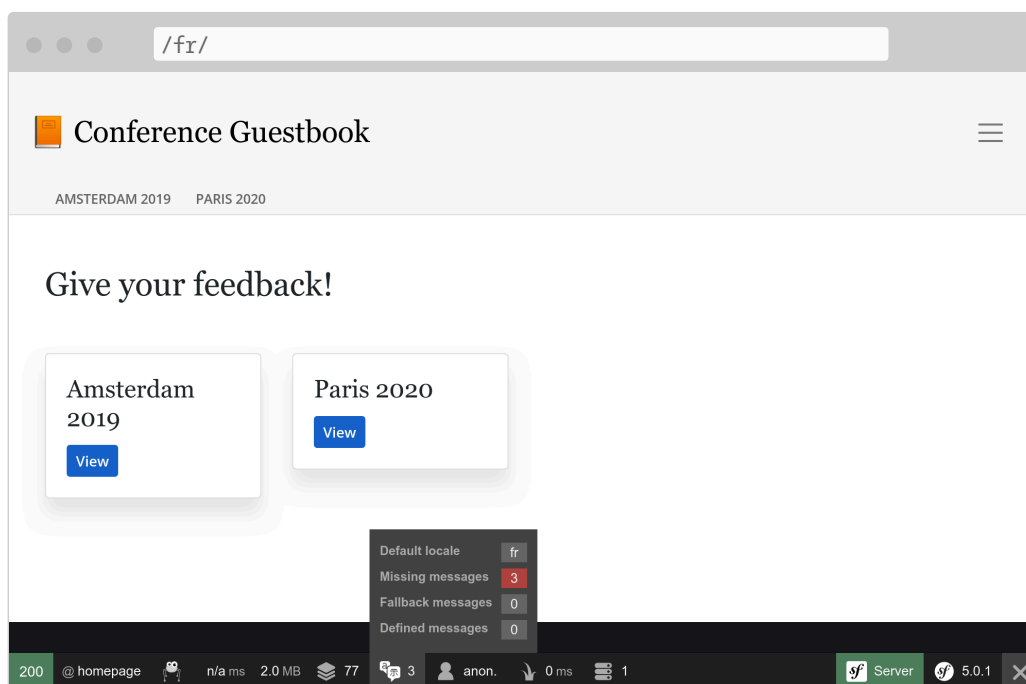 /fr/
Conference Guestbook
AMSTERDAM 2019 PARIS 2020
Give your feedback!
Amsterdam
2019
View
Paris 2020
View
Default locale fr
Missing messages 3
Fallback messages 0
Defined messages 0
200 @ homepage n/a ms 2.0 MB 77 3 anon. 0 ms 1 sf Server sf 5.0.1